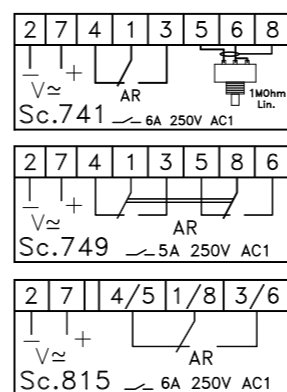 2 7 4 1 3 5 6 8
V≃ + AR 1MOhm
Lin.
Sc.741 6A 250V AC1
2 7 4 1 3 5 8 6
V≃ + AR
Sc.749 5A 250V AC1
2 7 4/5 1/8 3/6
V≃ + AR
Sc.815 6A 250V AC1